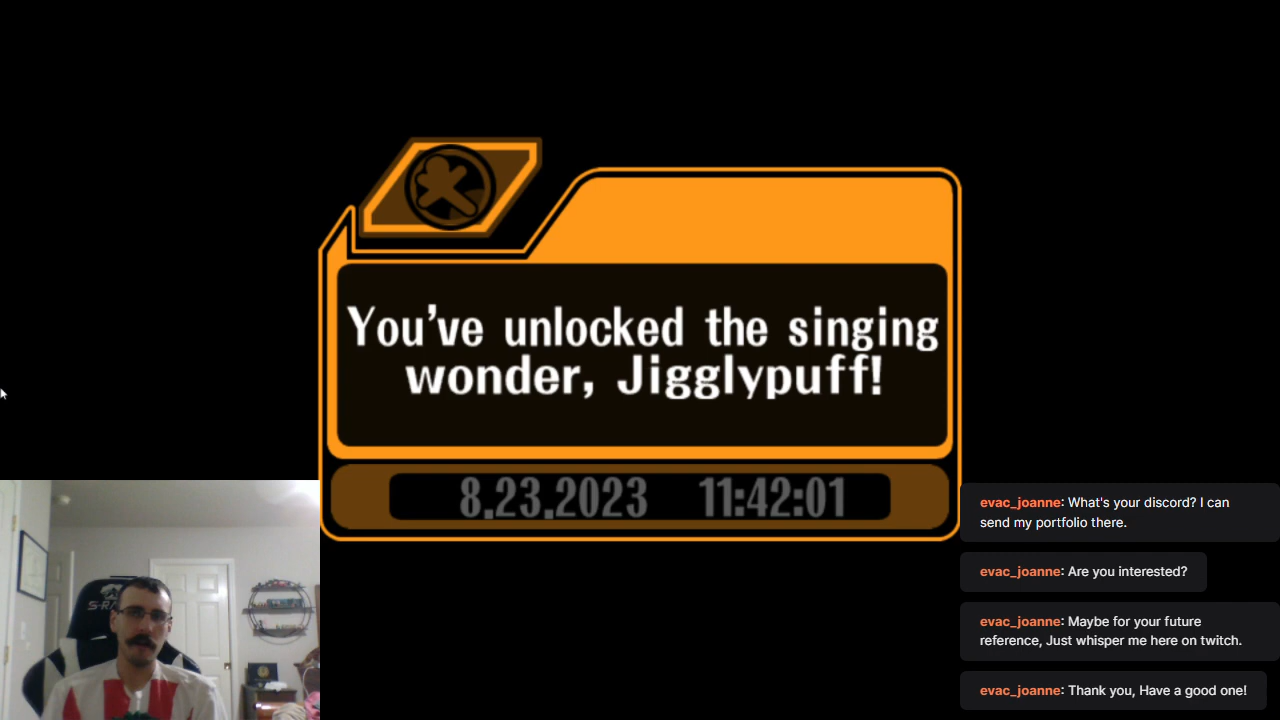 You've unlocked the singing
wonder, Jigglypuff!
8.23.2023 11:42:01
S-RA
evac_joanne: What's your discord? I can
send my portfolio there.
evac_joanne: Are you interested?
evac_joanne: Maybe for your future
reference, Just whisper me here on twitch.
evac_joanne: Thank you, Have a good one!